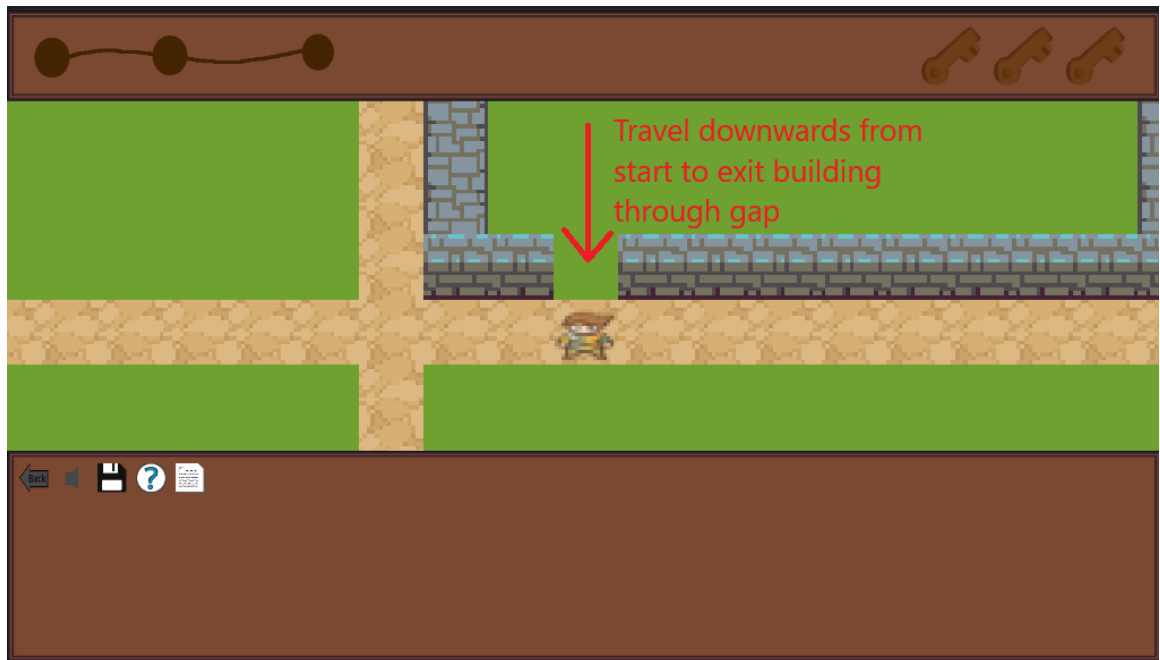 Travel downwards from
start to exit building
through gap
Back
?